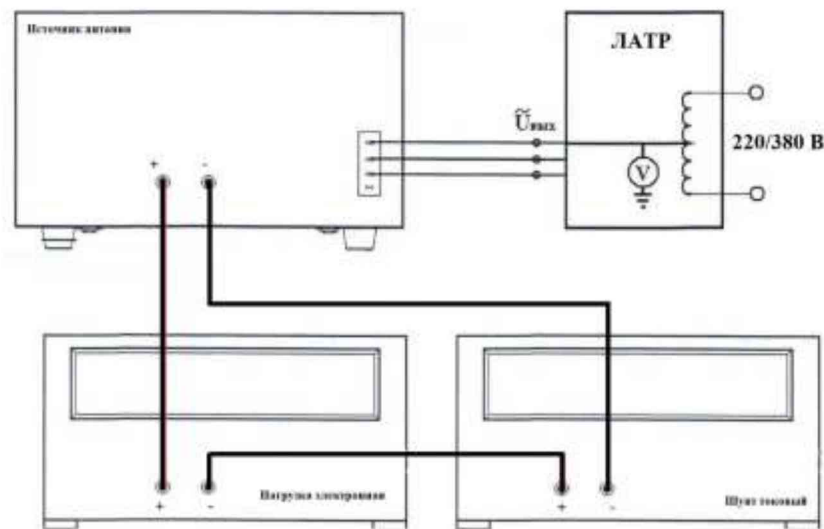 Источник питания
ЛАТР
Ũвых
220/380 В
V
+ -
Нагрузка электронная
Шунт токовый
+ -
+ -